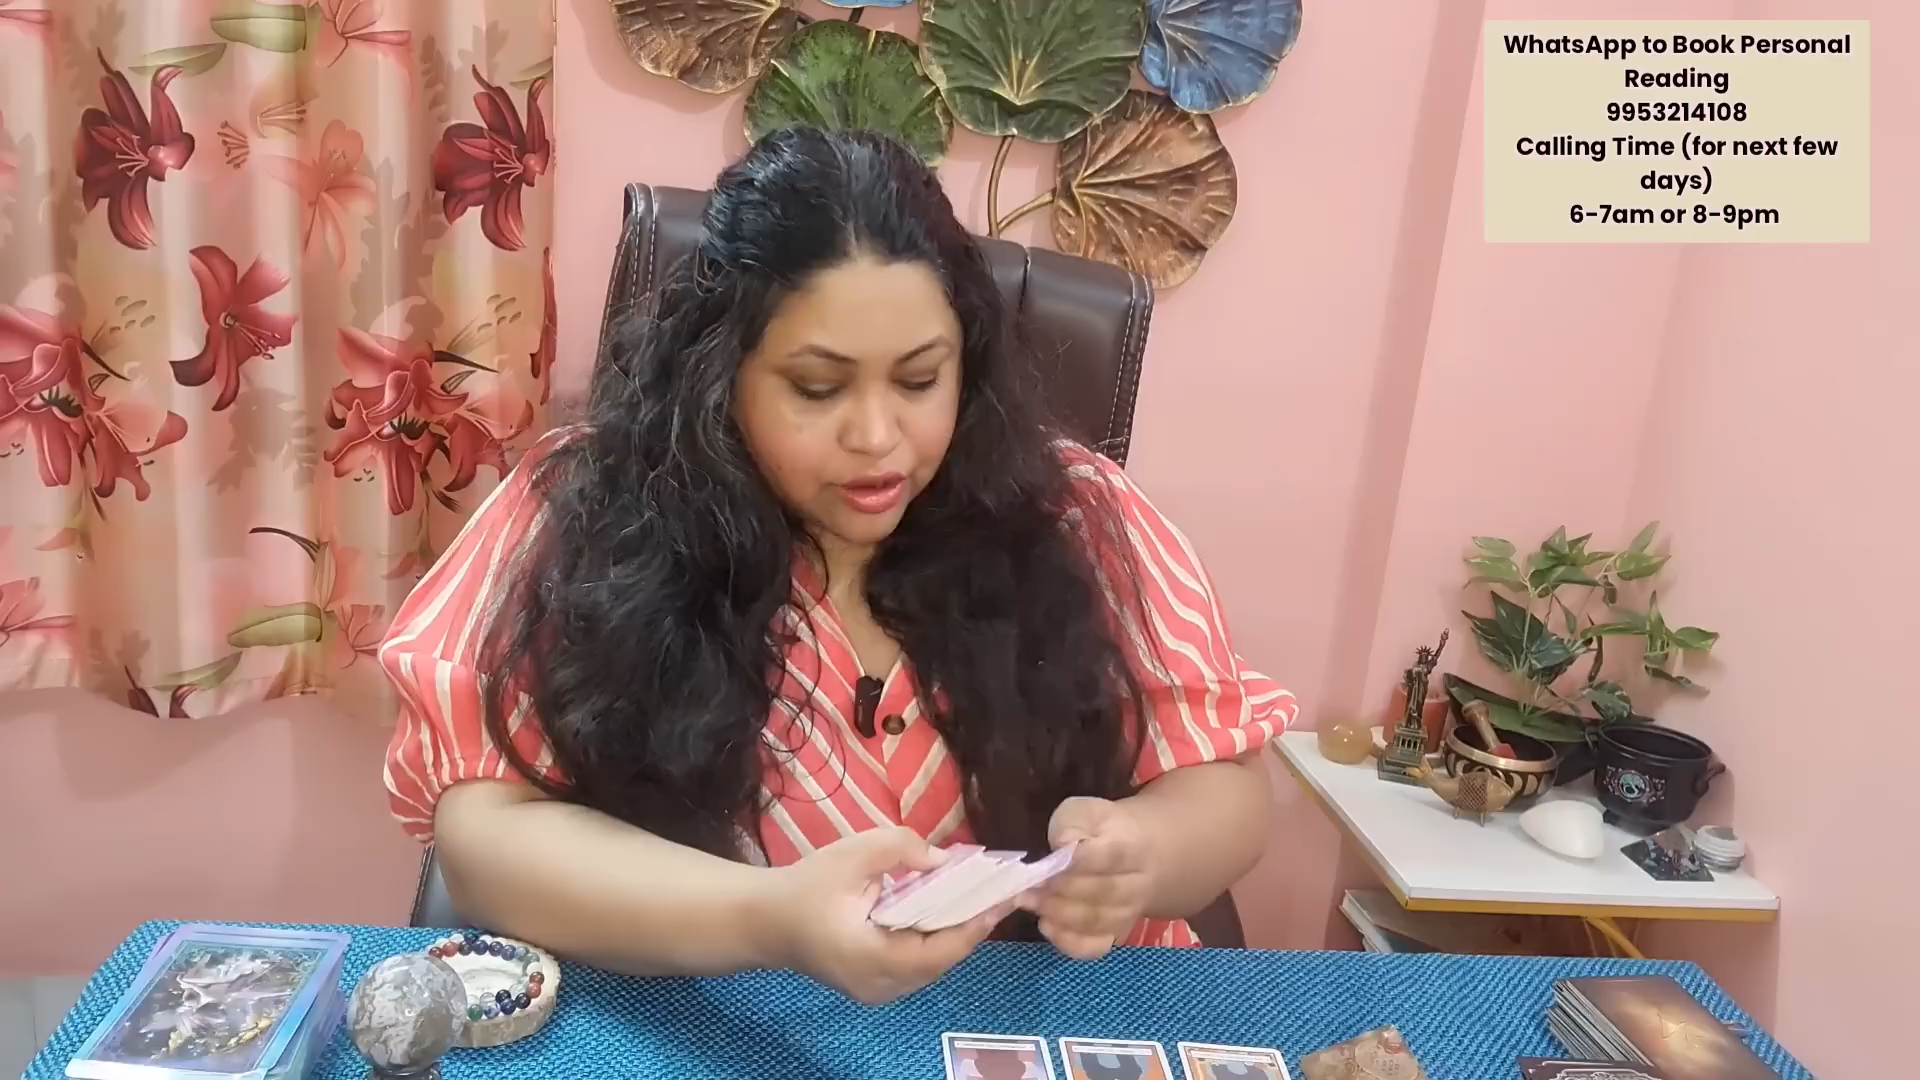 WhatsApp to Book Personal
Reading
9953214108
Calling Time (for next few
days)
6-7am or 8-9pm